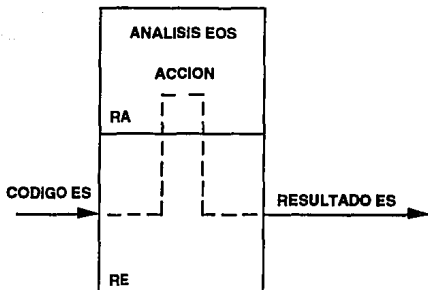 ANALISIS EOS
ACCION
RA
CODIGO ES
RESULTADO ES
RE